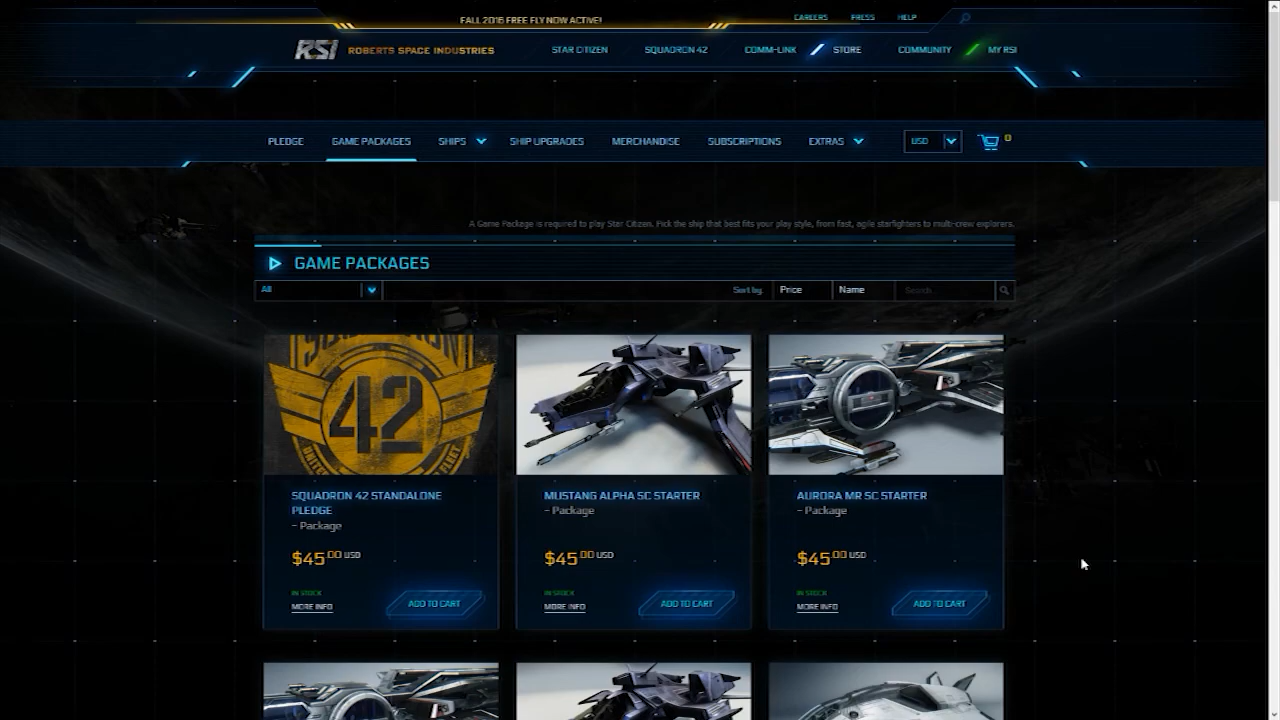 FALL 2016 FREE FLY NOW ACTIVE!
CAREERS PRESS HELP
RSI ROBERTS SPACE INDUSTRIES STAR CITIZEN SQUADRON 42 COMM-LINK STORE COMMUNITY MY RSI
PLEDGE GAME PACKAGES SHIPS SHIP UPGRADES MERCHANDISE SUBSCRIPTIONS EXTRAS USD 0
A Game Package is required to play Star Citizen. Pick the ship that best fits your play style, from fast, agile starfighters to multi-crew explorers.
GAME PACKAGES
All Sort by Price Name Search...
SQUADRON
42
UNITED FLEET
SQUADRON 42 STANDALONE
PLEDGE
– Package
$45.00 USD
IN STOCK
MORE INFO ADD TO CART
MUSTANG ALPHA SC STARTER
– Package
$45.00 USD
IN STOCK
MORE INFO ADD TO CART
AURORA MR SC STARTER
– Package
$45.00 USD
IN STOCK
MORE INFO ADD TO CART